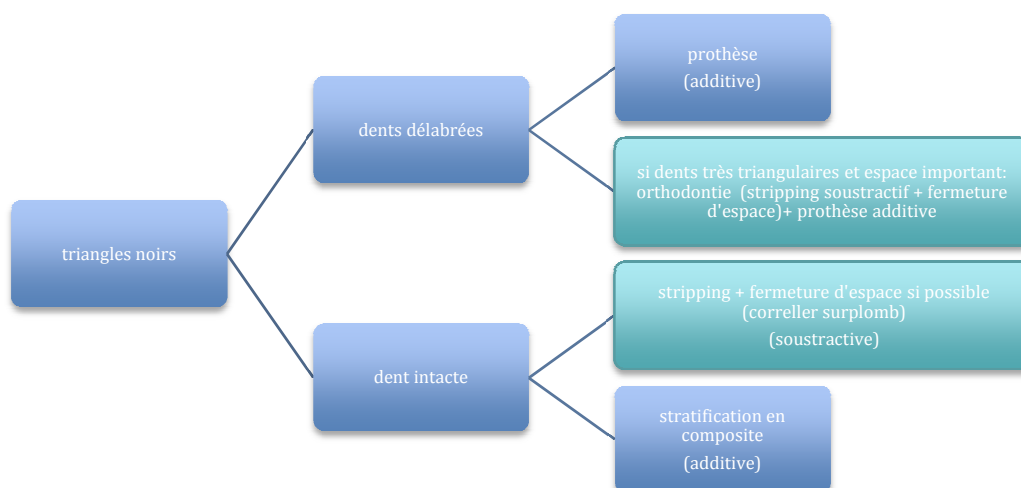 triangles noirs
dents délabrées
prothèse
(additive)
si dents très triangulaires et espace important:
orthodontie (stripping soustractif + fermeture
d'espace)+ prothèse additive
dent intacte
stripping + fermeture d'espace si possible
(correller surplomb)
(soustractive)
stratification en
composite
(additive)